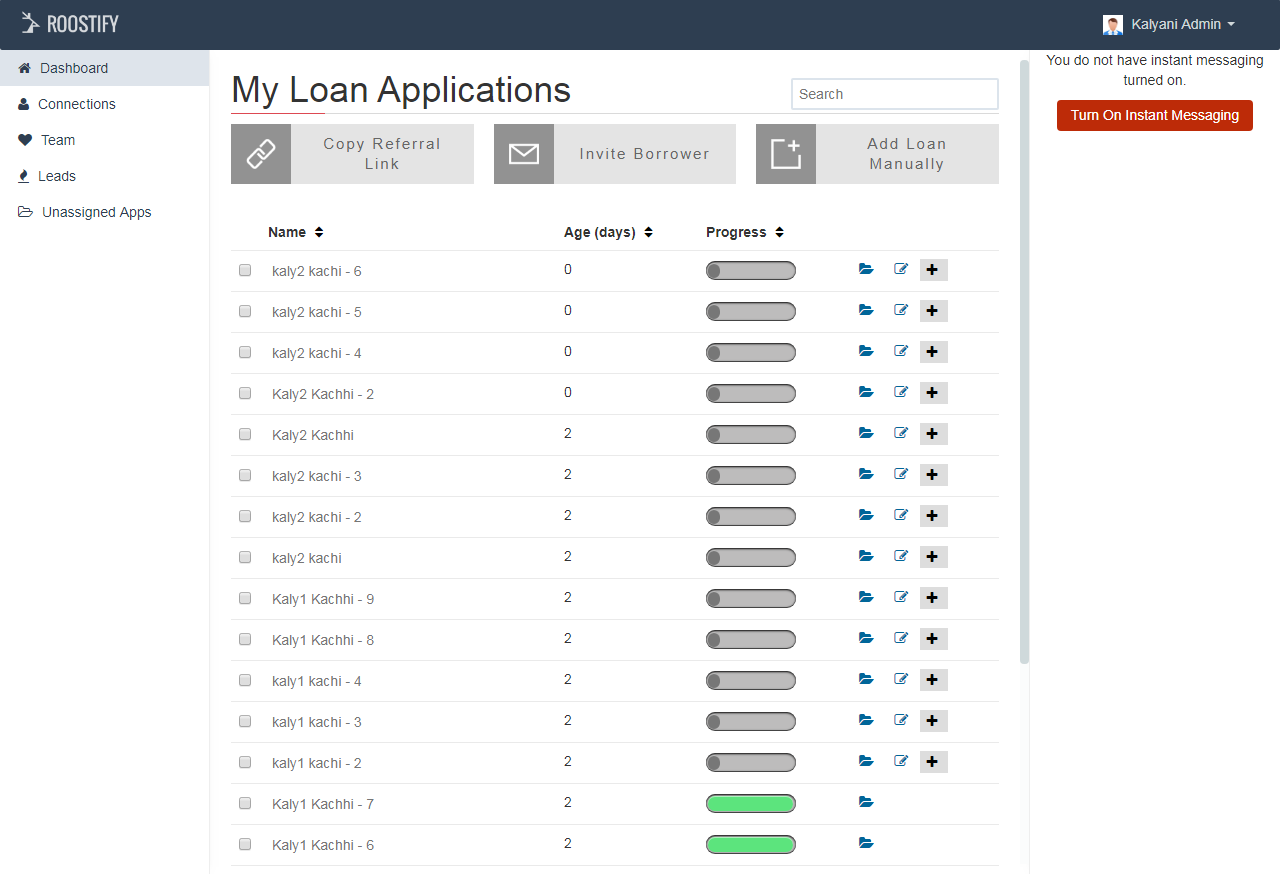 ROOSTIFY
Kalyani Admin
Dashboard
Connections
Team
Leads
Unassigned Apps
My Loan Applications
Search
Copy Referral
Link
Invite Borrower
Add Loan
Manually
Name Age (days) Progress
kaly2 kachi - 6 0
kaly2 kachi - 5 0
kaly2 kachi - 4 0
Kaly2 Kachhi - 2 0
Kaly2 Kachhi 2
kaly2 kachi - 3 2
kaly2 kachi - 2 2
kaly2 kachi 2
Kaly1 Kachhi - 9 2
Kaly1 Kachhi - 8 2
kaly1 kachi - 4 2
kaly1 kachi - 3 2
kaly1 kachi - 2 2
Kaly1 Kachhi - 7 2
Kaly1 Kachhi - 6 2
You do not have instant messaging
turned on.
Turn On Instant Messaging